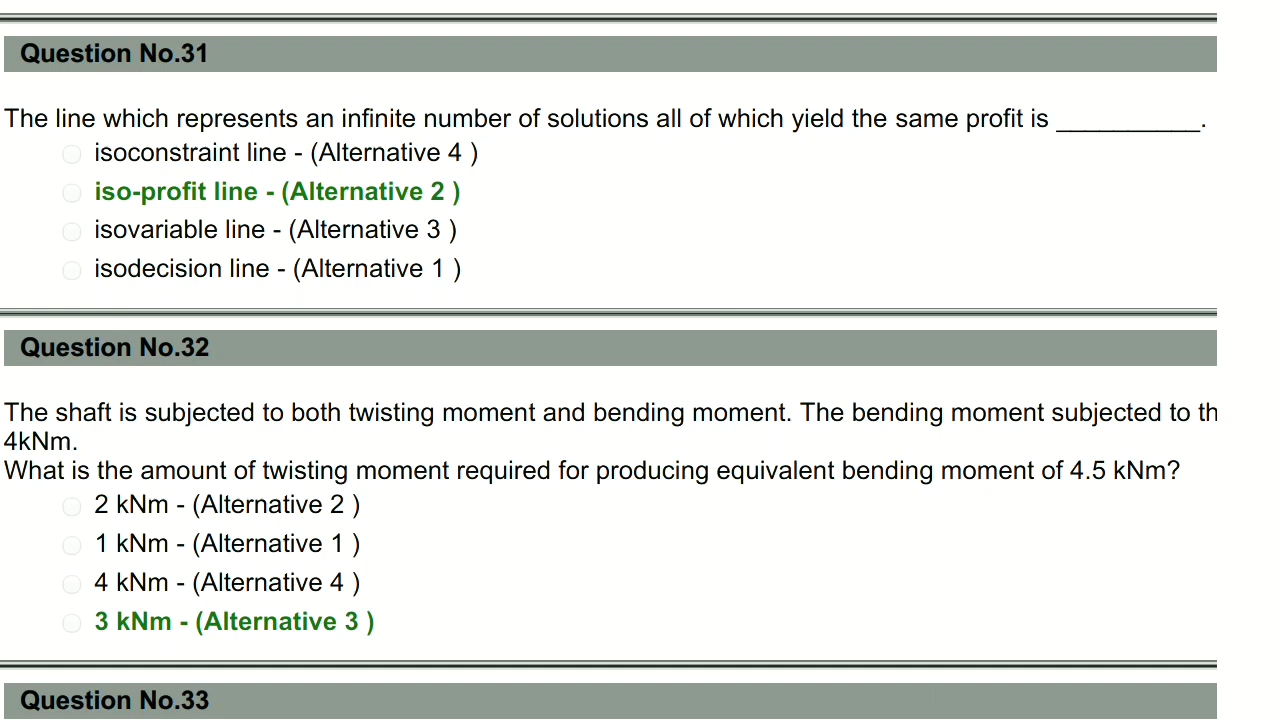 Question No.31
The line which represents an infinite number of solutions all of which yield the same profit is __________.
isoconstraint line - (Alternative 4 )
iso-profit line - (Alternative 2 )
isovariable line - (Alternative 3 )
isodecision line - (Alternative 1 )
Question No.32
The shaft is subjected to both twisting moment and bending moment. The bending moment subjected to th
4kNm.
What is the amount of twisting moment required for producing equivalent bending moment of 4.5 kNm?
2 kNm - (Alternative 2 )
1 kNm - (Alternative 1 )
4 kNm - (Alternative 4 )
3 kNm - (Alternative 3 )
Question No.33